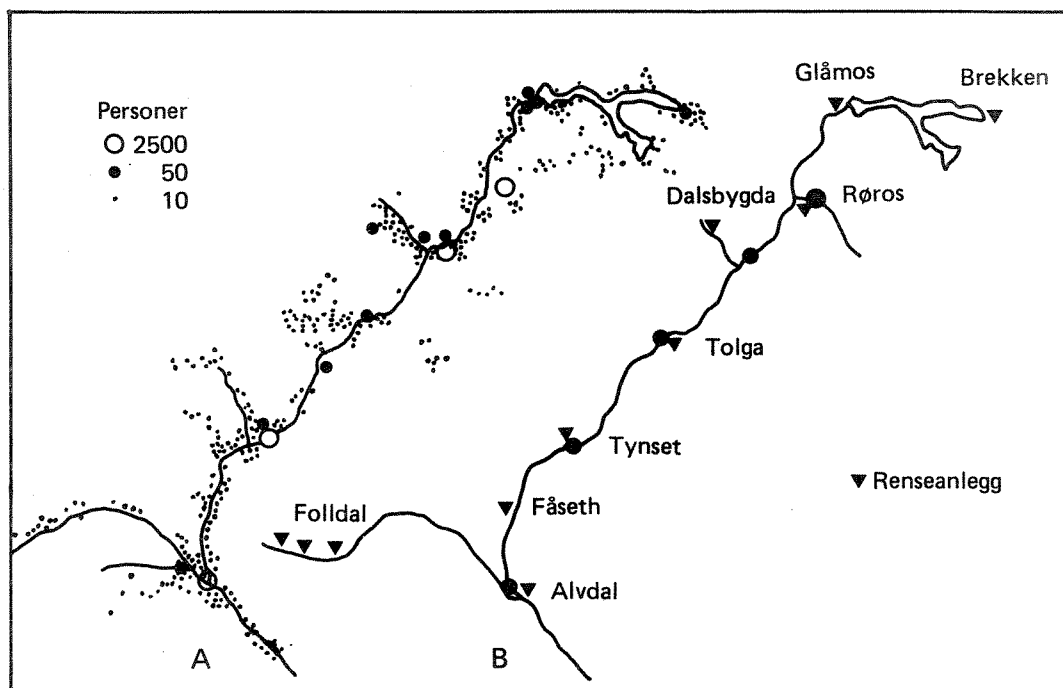 Personer
2500
50
10
Glåmos
Brekken
Dalsbygda
Røros
Tolga
Tynset
Renseanlegg
Folldal
Fåseth
Alvdal
A
B